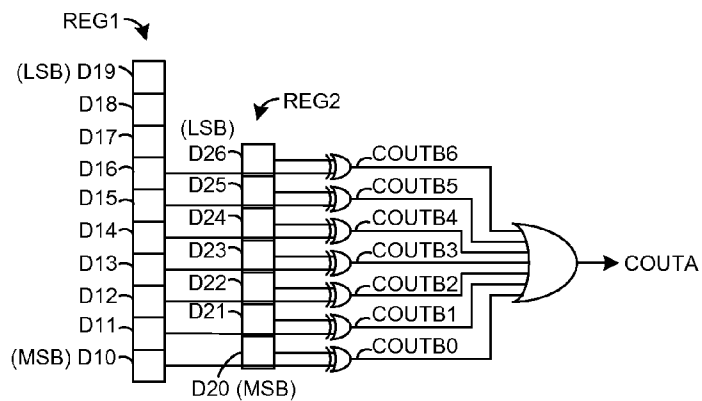 REG1
(LSB) D19
D18
D17
D16
D15
D14
D13
D12
D11
(MSB) D10
REG2
(LSB)
D26
D25
D24
D23
D22
D21
D20 (MSB)
COUTB6
COUTB5
COUTB4
COUTB3
COUTB2
COUTB1
COUTB0
COUTA